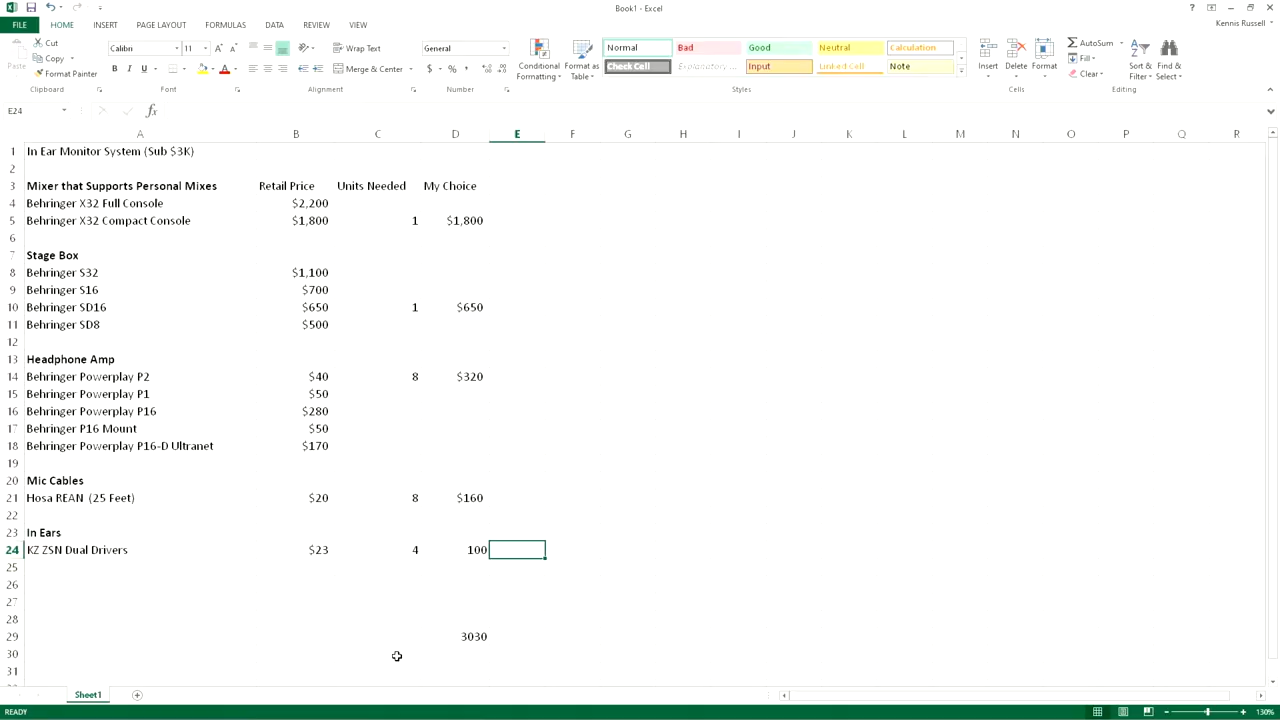 Book1 - Excel
FILE HOME INSERT PAGE LAYOUT FORMULAS DATA REVIEW VIEW Kennis Russell
Cut
Copy
Format Painter
Paste
Clipboard
Calibri 11
B I U
Font
Wrap Text
Merge & Center
Alignment
General
$ % ,
Number
Conditional Formatting
Format as Table
Normal Bad Good Neutral Calculation
Check Cell Explanatory ... Input Linked Cell Note
Styles
Insert Delete Format
Cells
AutoSum
Fill
Clear
Sort & Filter
Find & Select
Editing
E24 fx
A B C D E F G H I J K L M N O P Q R
1 In Ear Monitor System (Sub $3K)
2
3 Mixer that Supports Personal Mixes Retail Price Units Needed My Choice
4 Behringer X32 Full Console $2,200
5 Behringer X32 Compact Console $1,800 1 $1,800
6
7 Stage Box
8 Behringer S32 $1,100
9 Behringer S16 $700
10 Behringer SD16 $650 1 $650
11 Behringer SD8 $500
12
13 Headphone Amp
14 Behringer Powerplay P2 $40 8 $320
15 Behringer Powerplay P1 $50
16 Behringer Powerplay P16 $280
17 Behringer P16 Mount $50
18 Behringer Powerplay P16-D Ultranet $170
19
20 Mic Cables
21 Hosa REAN (25 Feet) $20 8 $160
22
23 In Ears
24 KZ ZSN Dual Drivers $23 4 100
25
26
27
28
29 3030
30
31
Sheet1
READY 130%